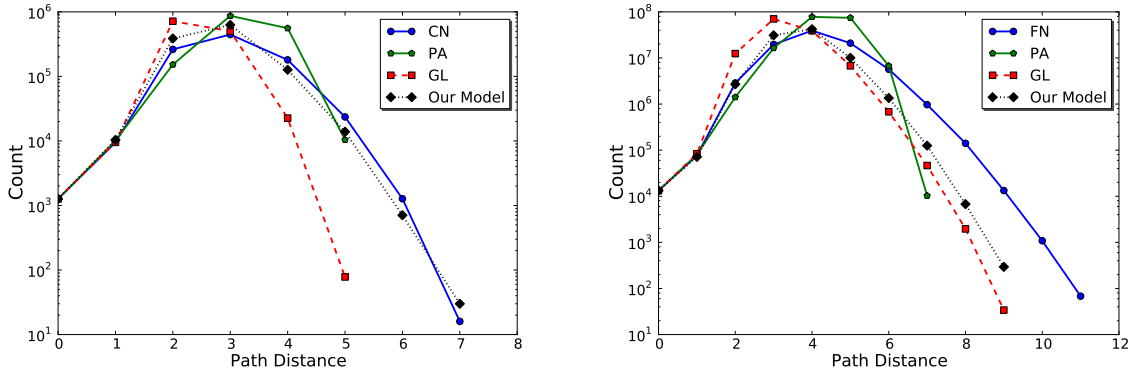 10^6
10^5
10^4
10^3
10^2
10^1
Count
0 1 2 3 4 5 6 7 8
Path Distance
CN
PA
GL
Our Model
10^8
10^7
10^6
10^5
10^4
10^3
10^2
10^1
Count
0 2 4 6 8 10 12
Path Distance
FN
PA
GL
Our Model